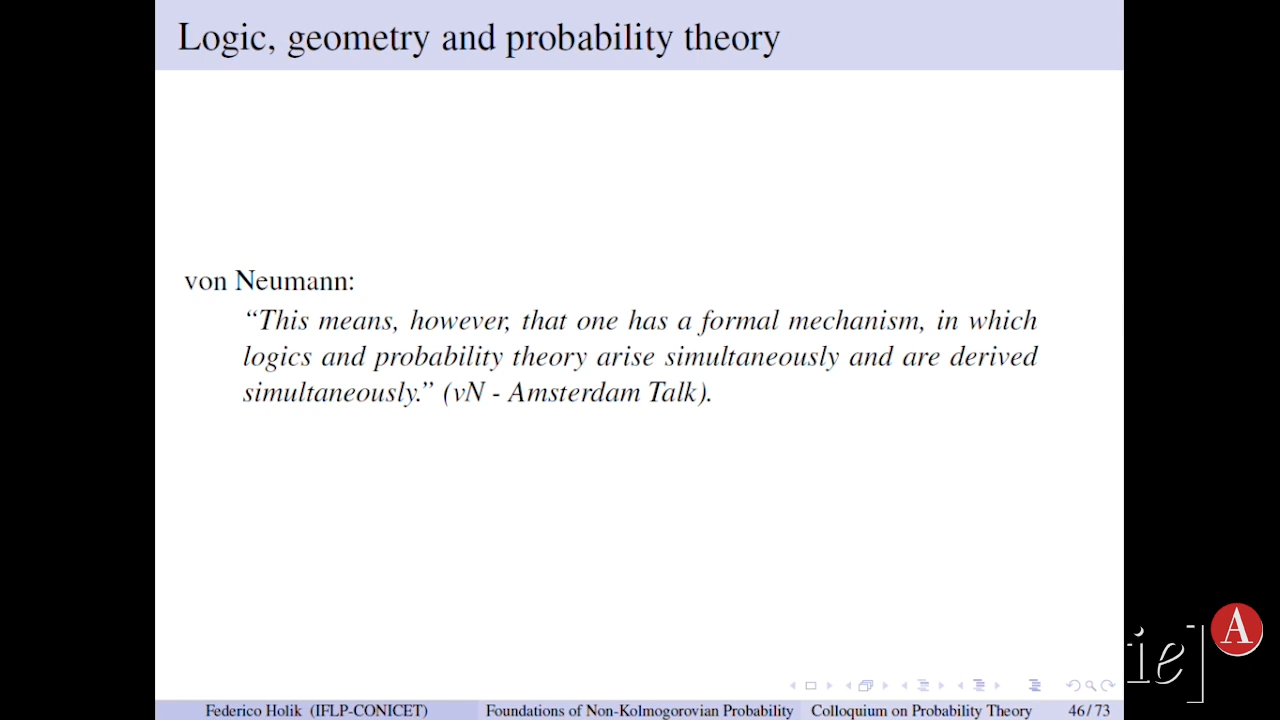 Logic, geometry and probability theory
von Neumann:
“This means, however, that one has a formal mechanism, in which
logics and probability theory arise simultaneously and are derived
simultaneously.” (vN - Amsterdam Talk).
ie]
A
Federico Holik (IFLP-CONICET) Foundations of Non-Kolmogorovian Probability Colloquium on Probability Theory 46 / 73